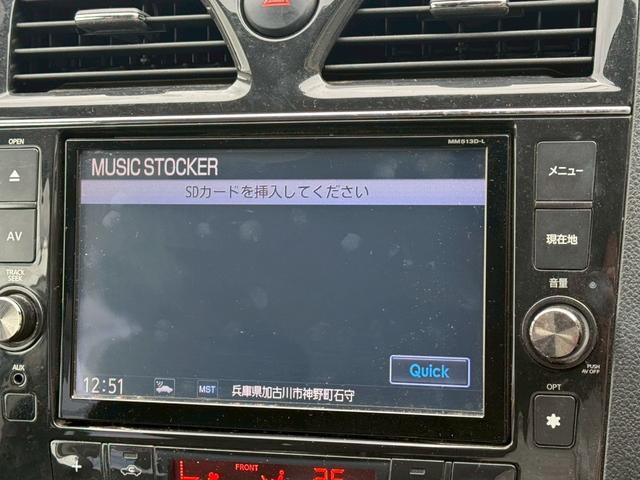 OPEN
MM513D-L
MUSIC STOCKER
SDカードを挿入してください
メニュー
AV
現在地
TRACK
SEEK
音量
AUX
PUSH
AV OFF
Quick
12:51
MST
兵庫県加古川市神野町石守
OPT
FRONT